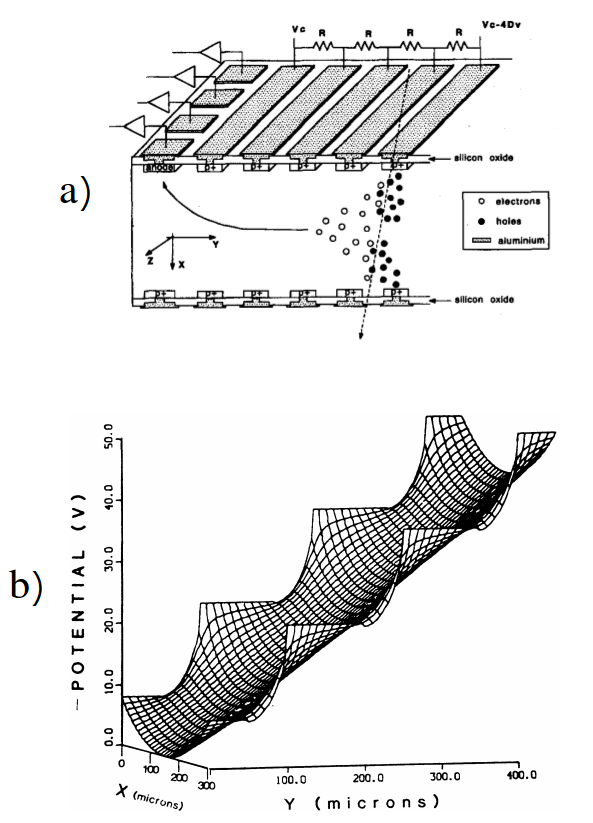 a)
Vc R R R R Vc-4Dv
silicon oxide
anode p+ p+ p+ p+ p+
electrons
holes
aluminium
Z X Y
p+ p+ p+ p+ p+ p+
silicon oxide
b)
-POTENTIAL (V)
50.0
40.0
30.0
20.0
10.0
0.0
0 100 200 300
X (microns)
100.0 200.0 300.0 400.0
Y (microns)